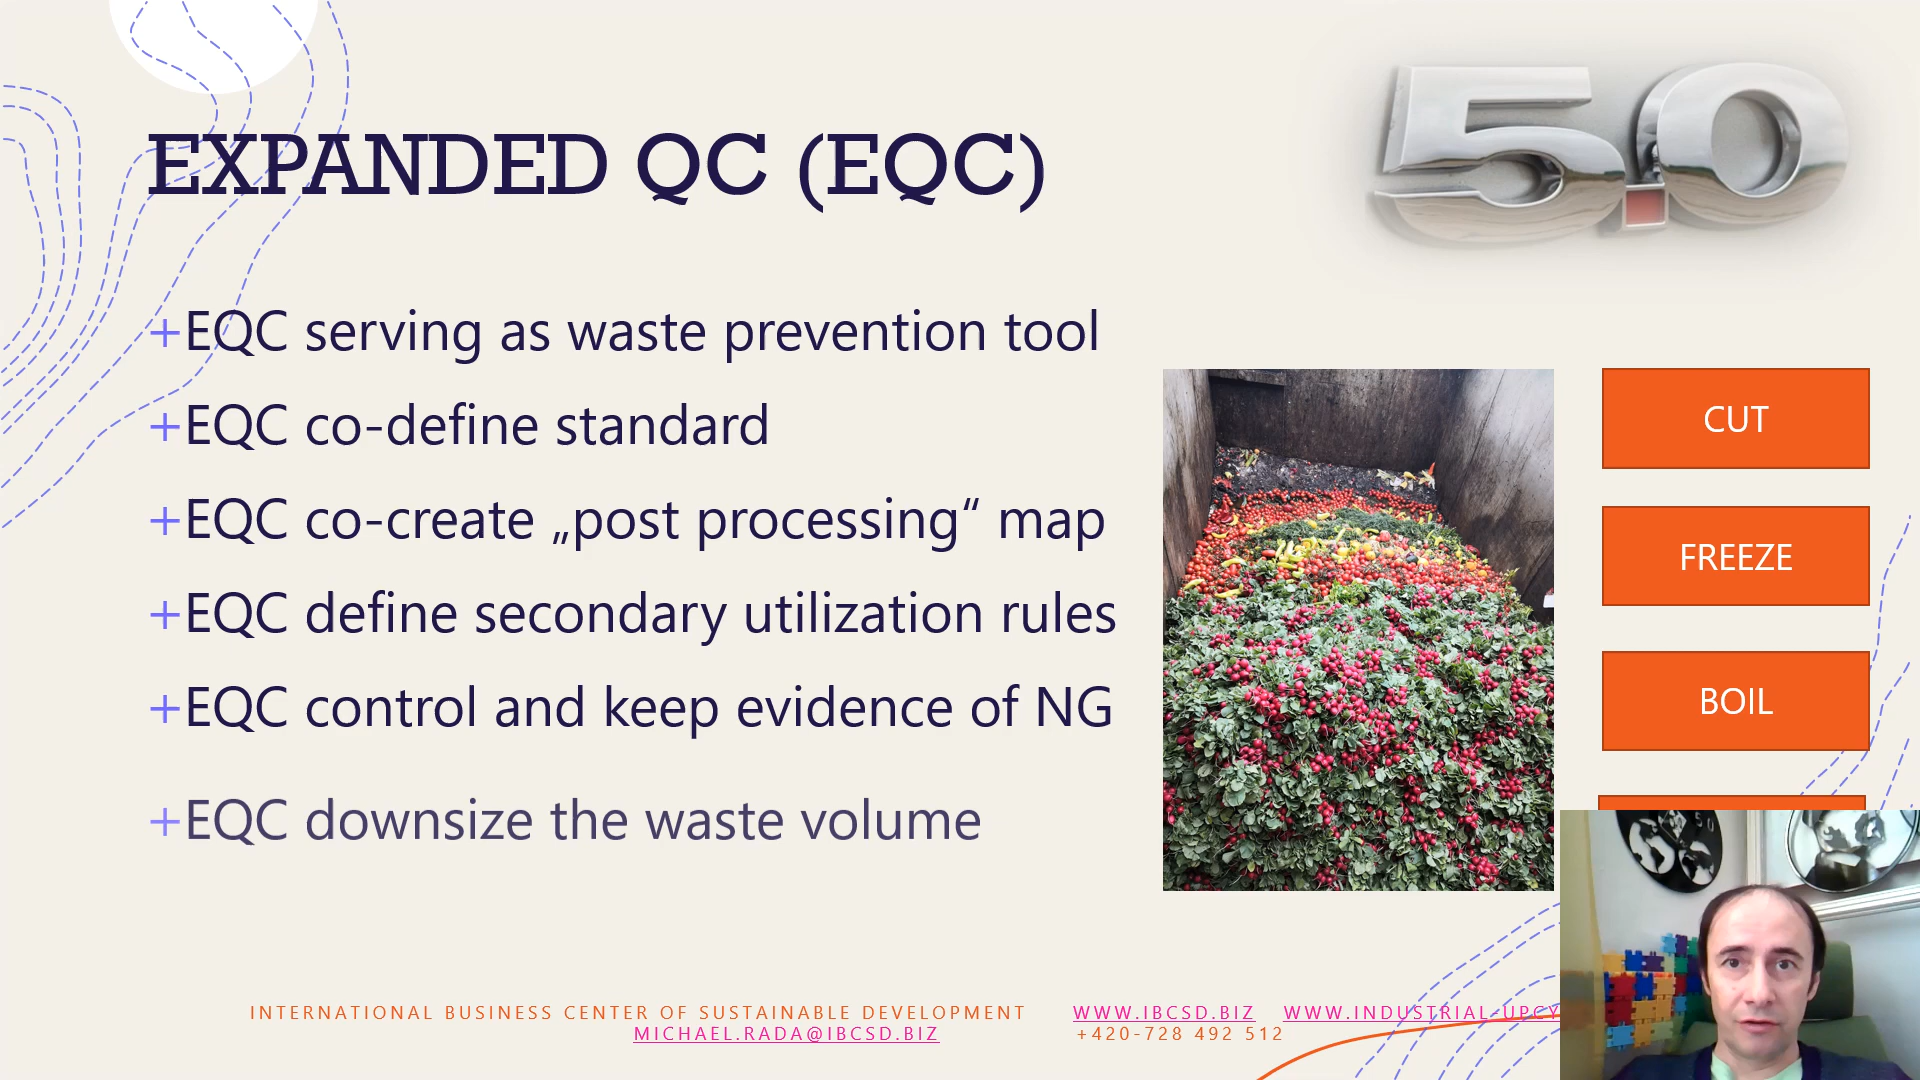 5.0
EXPANDED QC (EQC)
+EQC serving as waste prevention tool
+EQC co-define standard
+EQC co-create „post processing“ map
+EQC define secondary utilization rules
+EQC control and keep evidence of NG
+EQC downsize the waste volume
CUT
FREEZE
BOIL
INTERNATIONAL BUSINESS CENTER OF SUSTAINABLE DEVELOPMENT WWW.IBCSD.BIZ WWW.INDUSTRIAL-UPCY
MICHAEL.RADA@IBCSD.BIZ +420-728 492 512